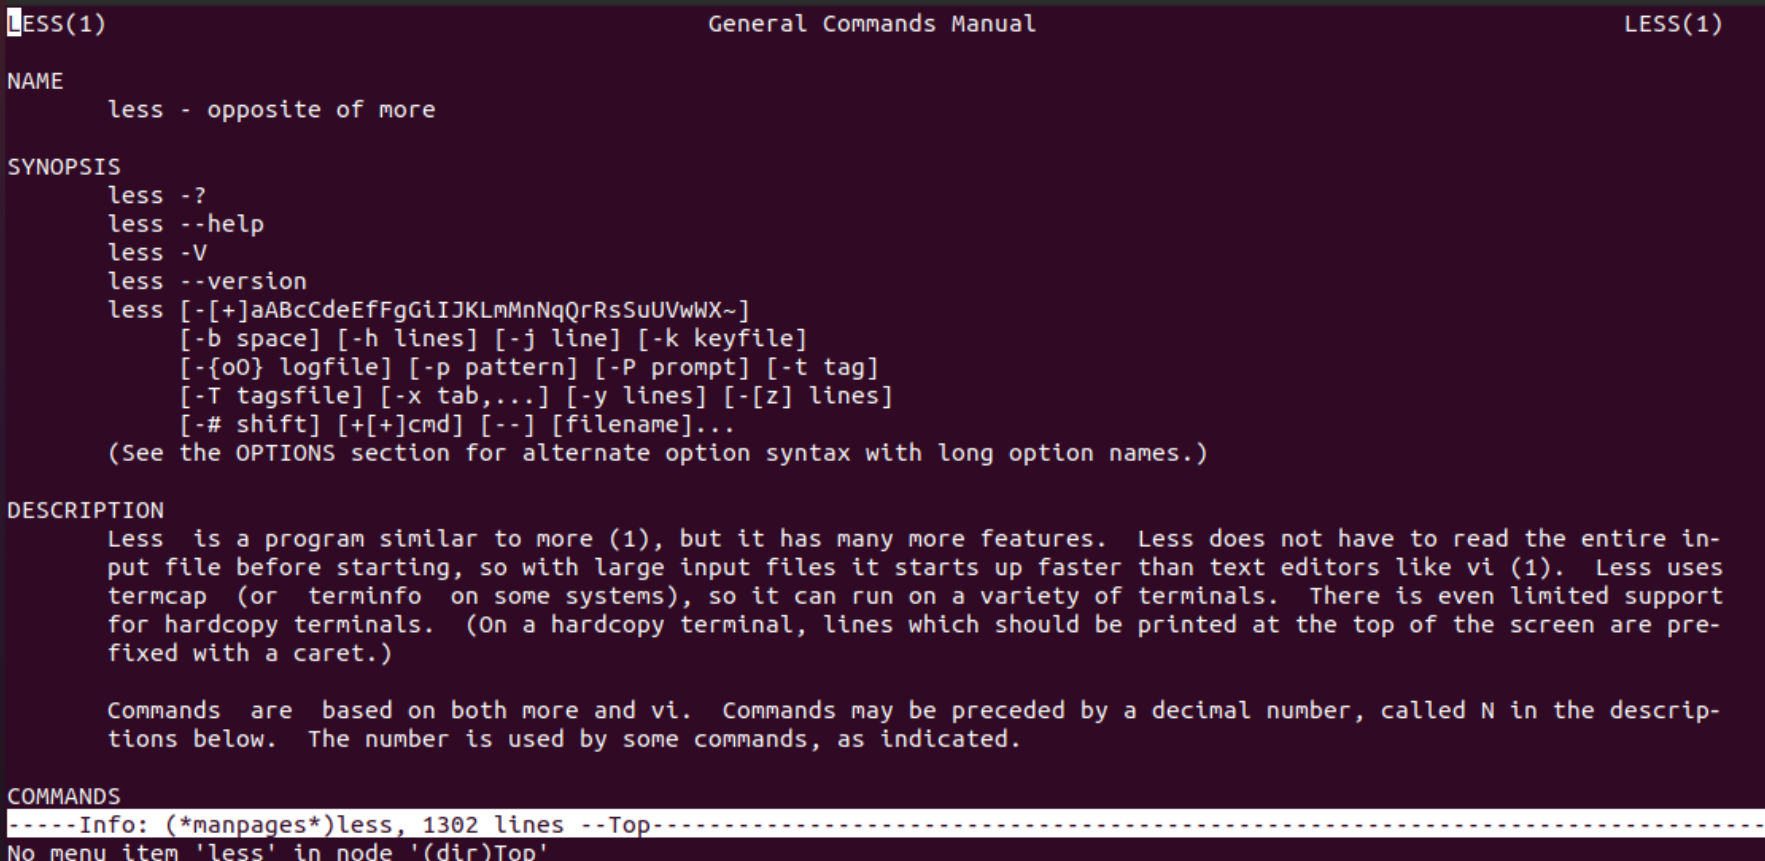 LESS(1) General Commands Manual LESS(1)
NAME
less - opposite of more
SYNOPSIS
less -?
less --help
less -V
less --version
less [-[+]aABcCdeEfFgGiIJKLmMnNqQrRsSuUVwWX~]
[-b space] [-h lines] [-j line] [-k keyfile]
[-{oO} logfile] [-p pattern] [-P prompt] [-t tag]
[-T tagsfile] [-x tab,...] [-y lines] [-[z] lines]
[-# shift] [+[+]cmd] [--] [filename]...
(See the OPTIONS section for alternate option syntax with long option names.)
DESCRIPTION
Less  is a program similar to more (1), but it has many more features.  Less does not have to read the entire in-
put file before starting, so with large input files it starts up faster than text editors like vi (1).  Less uses
termcap  (or  terminfo  on some systems), so it can run on a variety of terminals.  There is even limited support
for hardcopy terminals.  (On a hardcopy terminal, lines which should be printed at the top of the screen are pre-
fixed with a caret.)
Commands  are  based on both more and vi.  Commands may be preceded by a decimal number, called N in the descrip-
tions below.  The number is used by some commands, as indicated.
COMMANDS
-----Info: (*manpages*)less, 1302 lines --Top------------------------------------------------------------------------------
No menu item 'less' in node '(dir)Top'